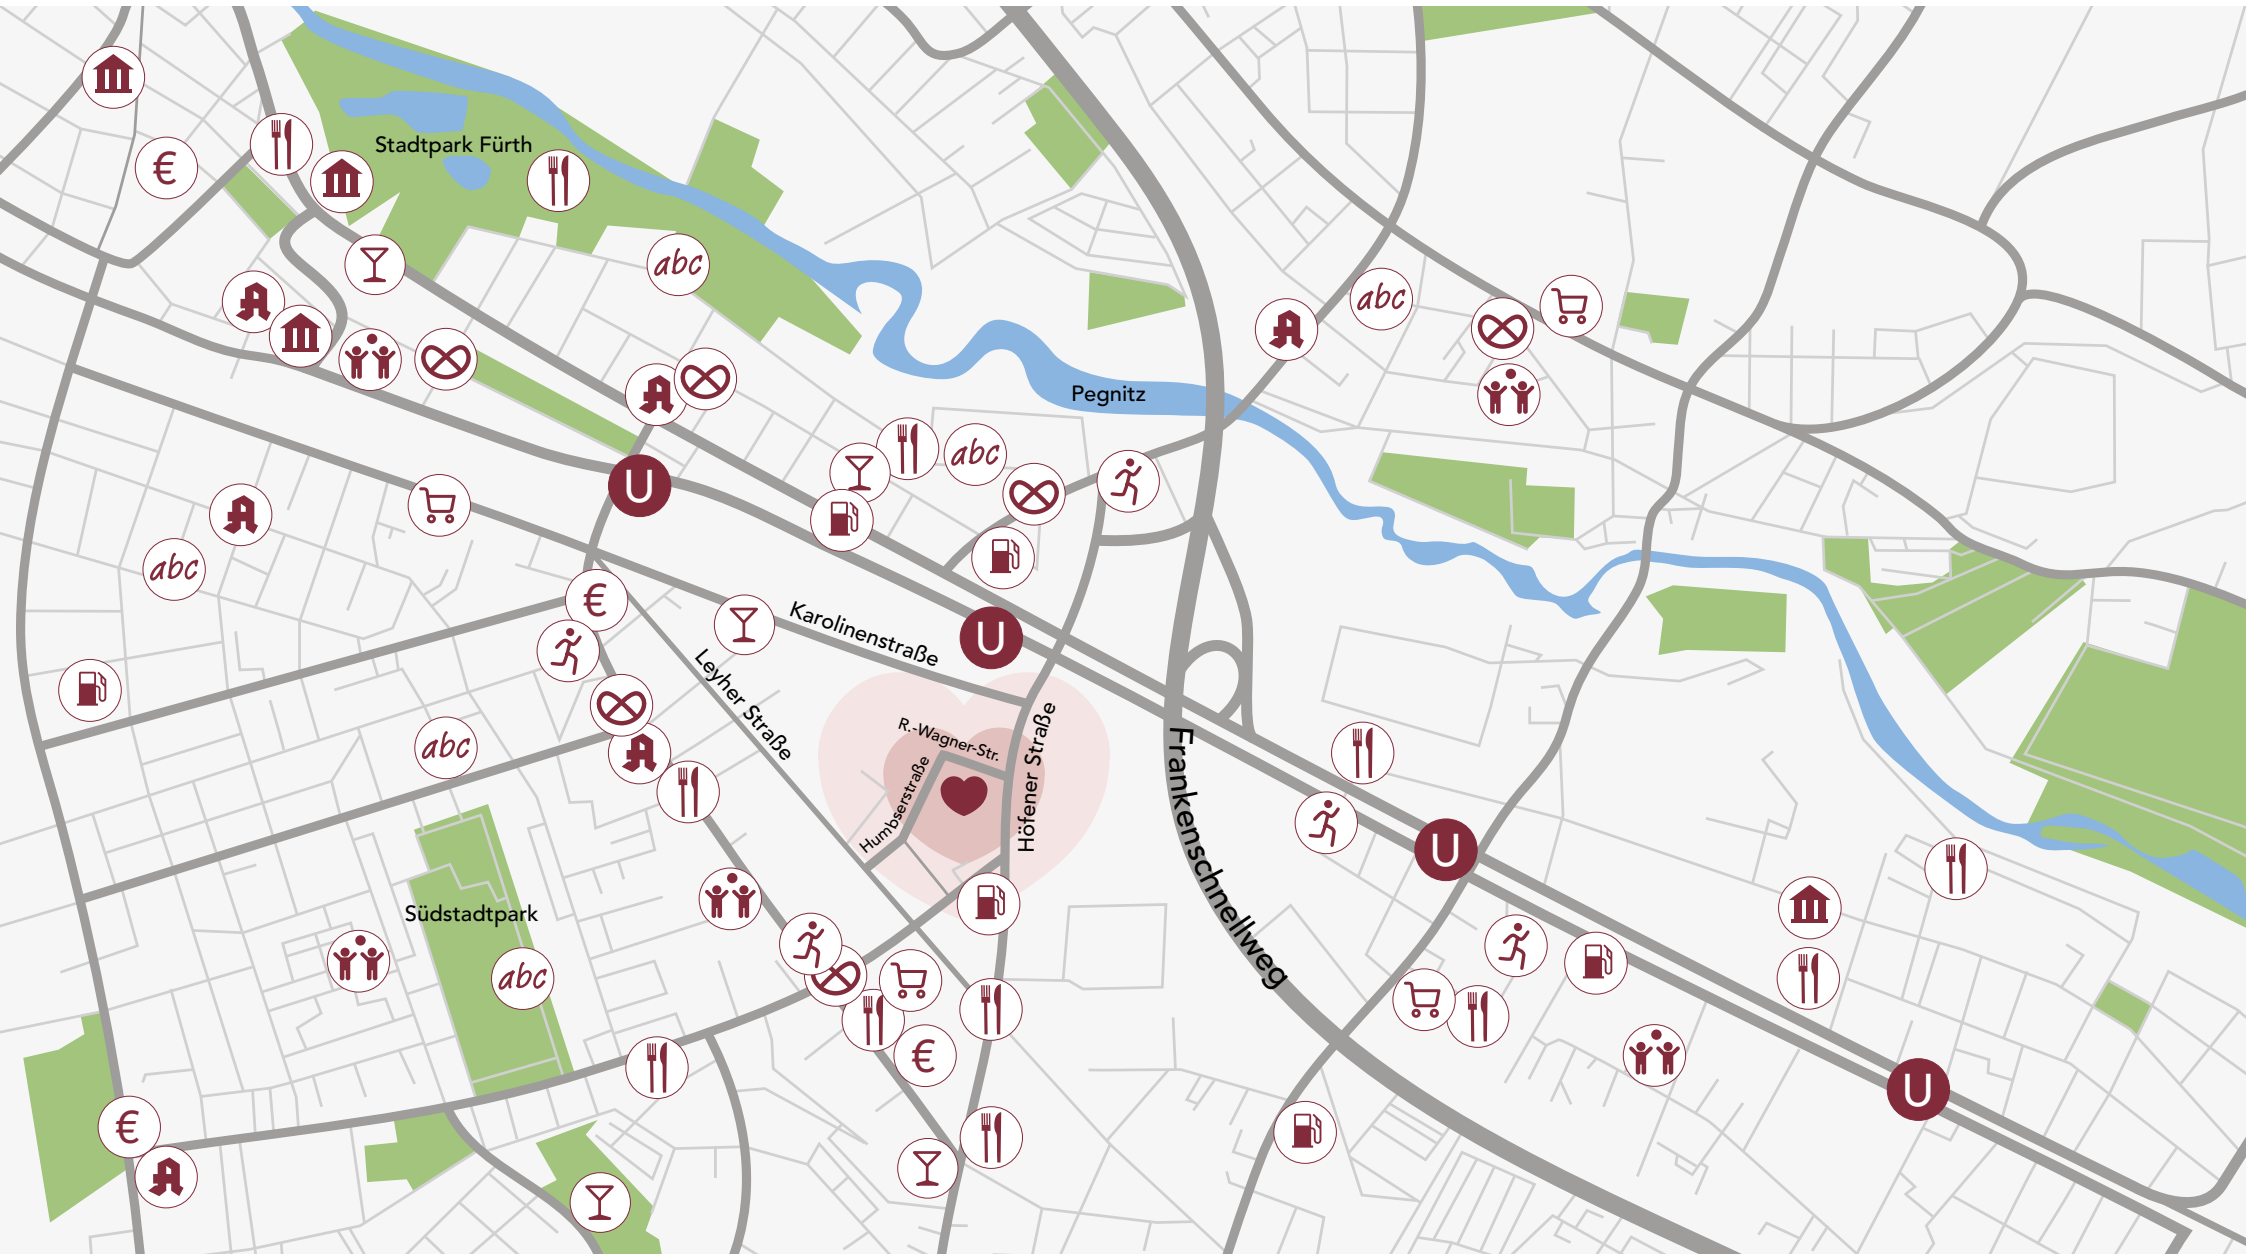 Stadtpark Fürth
€
abc
abc
Pegnitz
abc
U
abc
abc
€
U
Karolinenstraße
Leyher Straße
abc
R.-Wagner-Str.
Höfener Straße
Humbserstraße
Frankenschnellweg
U
Südstadtpark
abc
€
U
€